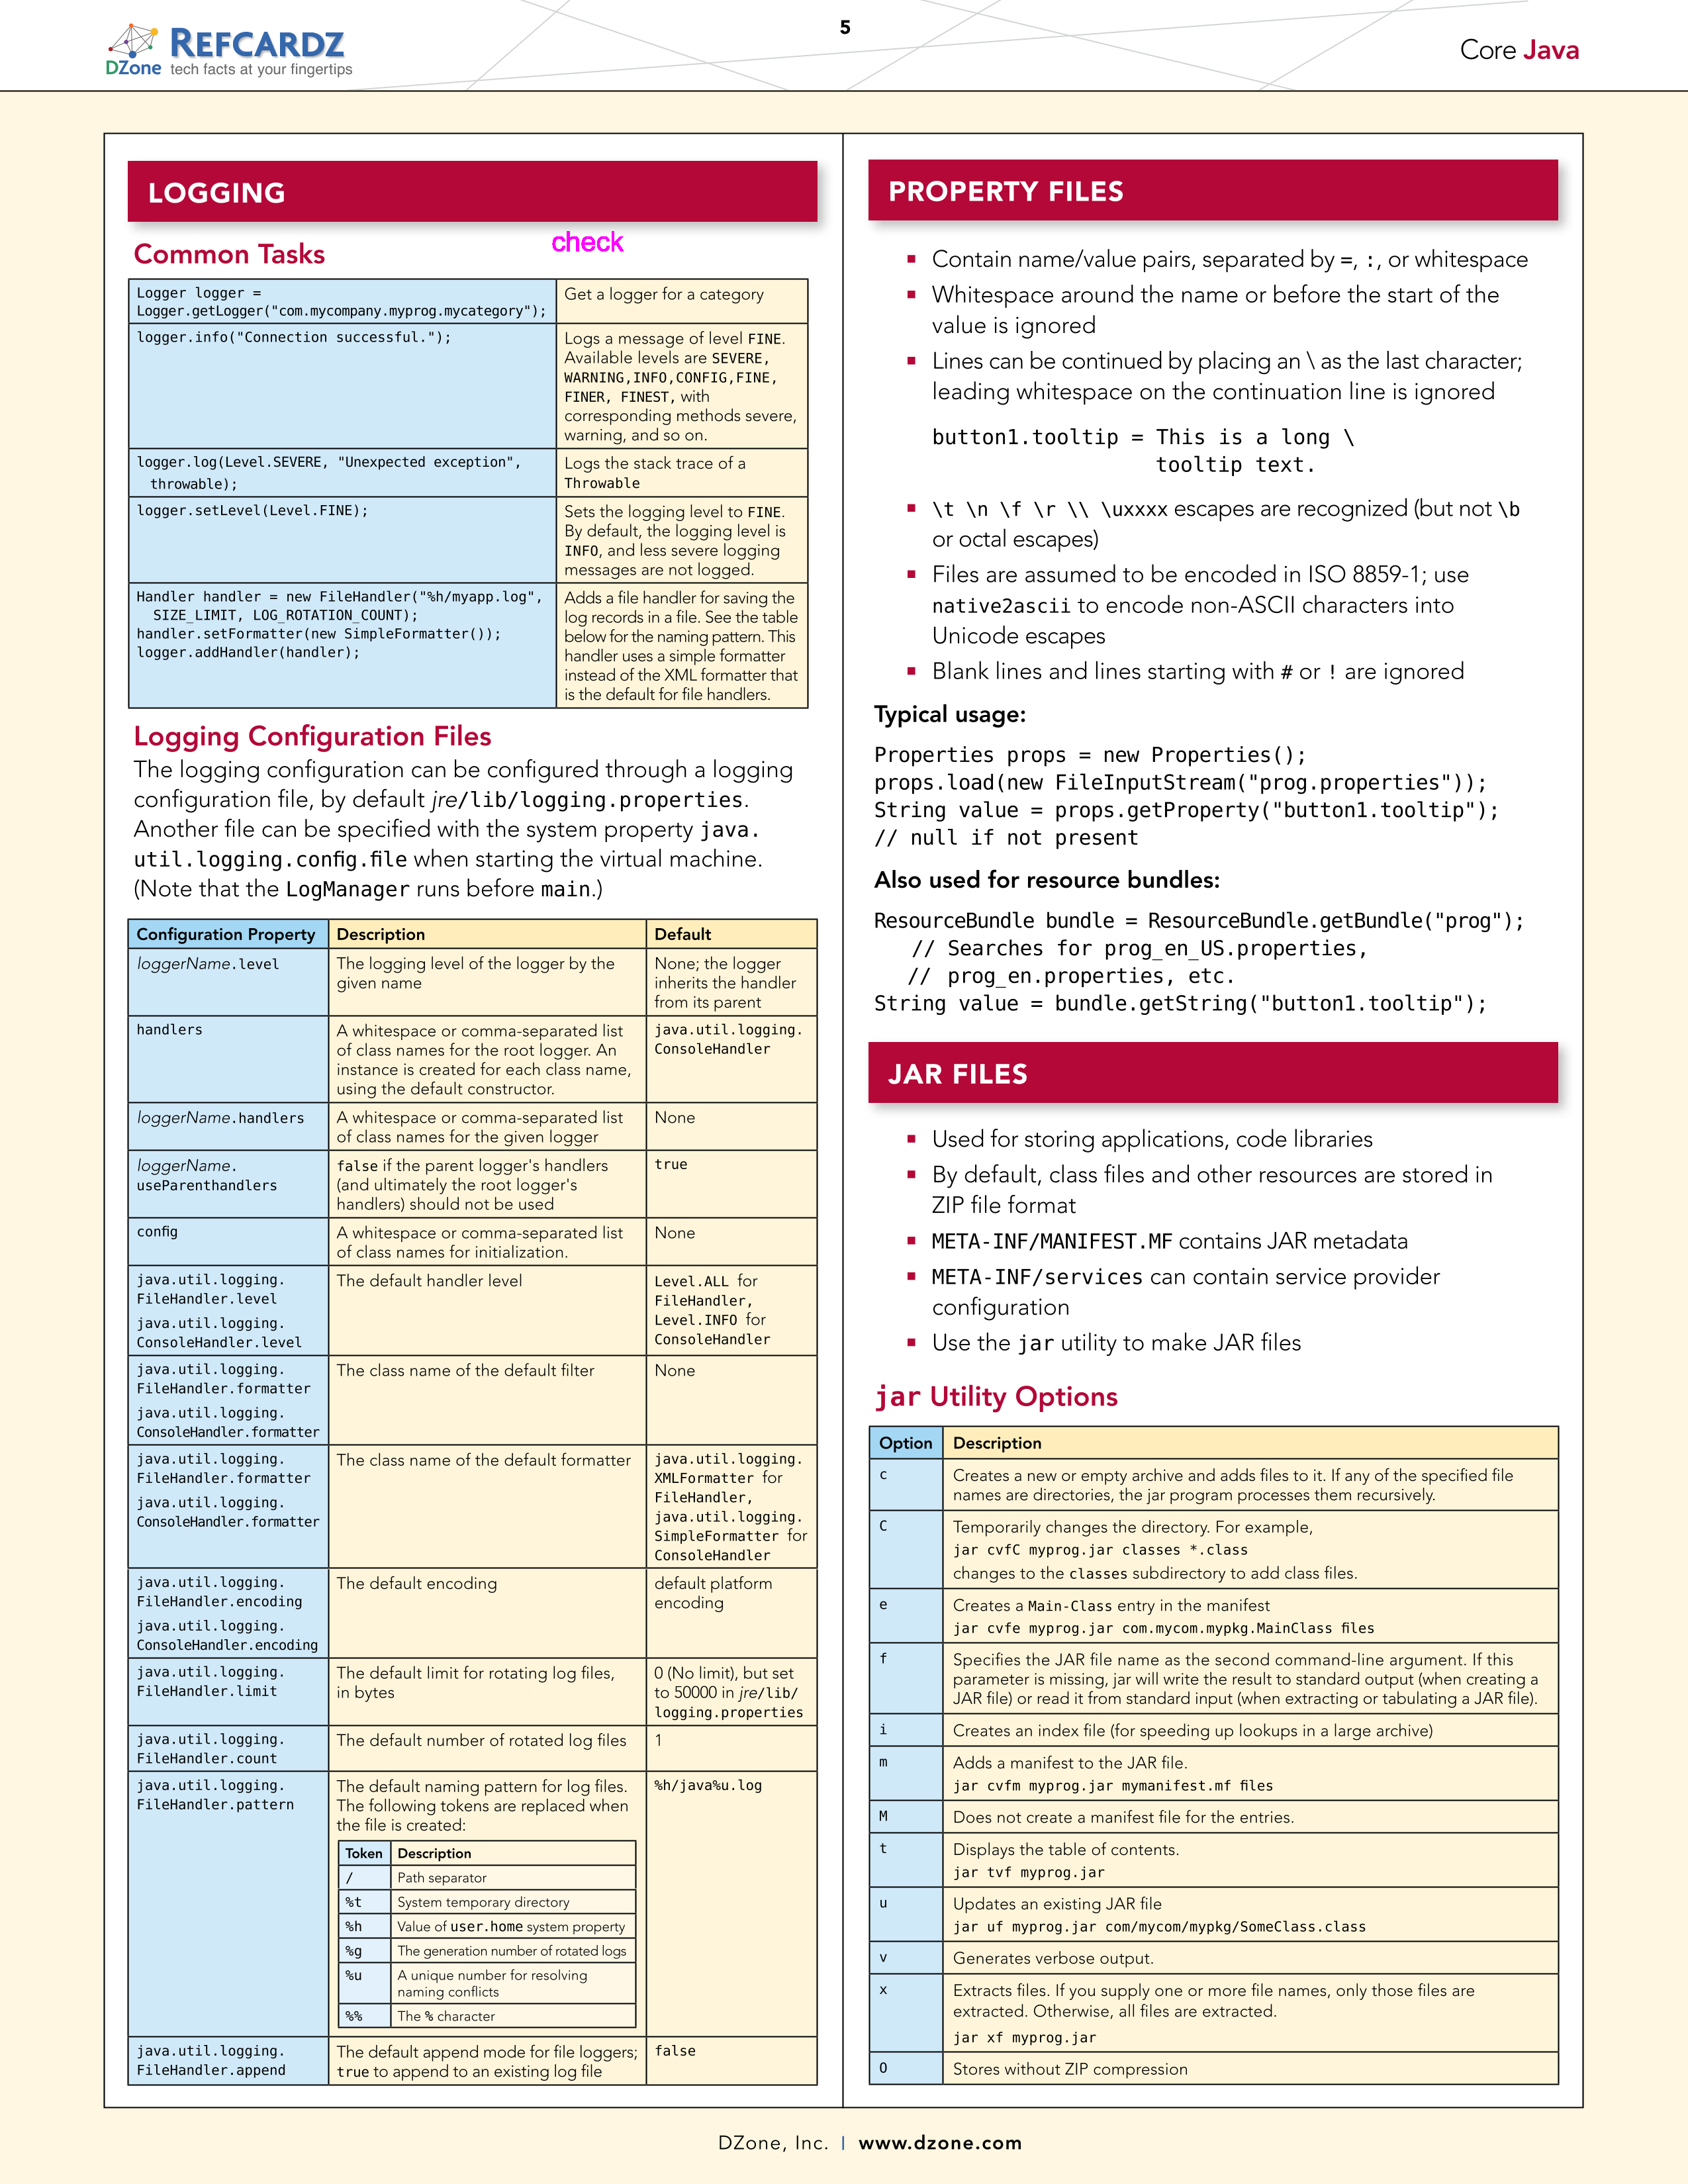 5
REFCARDZ
DZone tech facts at your fingertips
Core Java
LOGGING
check
Common Tasks
Logger logger =
Logger.getLogger("com.mycompany.myprog.mycategory");
Get a logger for a category
logger.info("Connection successful.");
Logs a message of level FINE.
Available levels are SEVERE,
WARNING,INFO,CONFIG,FINE,
FINER, FINEST, with
corresponding methods severe,
warning, and so on.
logger.log(Level.SEVERE, "Unexpected exception",
throwable);
Logs the stack trace of a
Throwable
logger.setLevel(Level.FINE);
Sets the logging level to FINE.
By default, the logging level is
INFO, and less severe logging
messages are not logged.
Handler handler = new FileHandler("%h/myapp.log",
SIZE_LIMIT, LOG_ROTATION_COUNT);
handler.setFormatter(new SimpleFormatter());
logger.addHandler(handler);
Adds a file handler for saving the
log records in a file. See the table
below for the naming pattern. This
handler uses a simple formatter
instead of the XML formatter that
is the default for file handlers.
Logging Configuration Files
The logging configuration can be configured through a logging
configuration file, by default jre/lib/logging.properties.
Another file can be specified with the system property java.
util.logging.config.file when starting the virtual machine.
(Note that the LogManager runs before main.)
Configuration Property Description Default
loggerName.level
The logging level of the logger by the
given name
None; the logger
inherits the handler
from its parent
handlers
A whitespace or comma-separated list
of class names for the root logger. An
instance is created for each class name,
using the default constructor.
java.util.logging.
ConsoleHandler
loggerName.handlers
A whitespace or comma-separated list
of class names for the given logger
None
loggerName.
useParenthandlers
false if the parent logger's handlers
(and ultimately the root logger's
handlers) should not be used
true
config
A whitespace or comma-separated list
of class names for initialization.
None
java.util.logging.
FileHandler.level
java.util.logging.
ConsoleHandler.level
The default handler level
Level.ALL for
FileHandler,
Level.INFO for
ConsoleHandler
java.util.logging.
FileHandler.formatter
java.util.logging.
ConsoleHandler.formatter
The class name of the default filter
None
java.util.logging.
FileHandler.formatter
java.util.logging.
ConsoleHandler.formatter
The class name of the default formatter
java.util.logging.
XMLFormatter for
FileHandler,
java.util.logging.
SimpleFormatter for
ConsoleHandler
java.util.logging.
FileHandler.encoding
java.util.logging.
ConsoleHandler.encoding
The default encoding
default platform
encoding
java.util.logging.
FileHandler.limit
The default limit for rotating log files,
in bytes
0 (No limit), but set
to 50000 in jre/lib/
logging.properties
java.util.logging.
FileHandler.count
The default number of rotated log files
1
java.util.logging.
FileHandler.pattern
The default naming pattern for log files.
The following tokens are replaced when
the file is created:
Token Description
/ Path separator
%t System temporary directory
%h Value of user.home system property
%g The generation number of rotated logs
%u A unique number for resolving
naming conflicts
%% The % character
%h/java%u.log
java.util.logging.
FileHandler.append
The default append mode for file loggers;
true to append to an existing log file
false
PROPERTY FILES
▪ Contain name/value pairs, separated by =, :, or whitespace
▪ Whitespace around the name or before the start of the
value is ignored
▪ Lines can be continued by placing an \ as the last character;
leading whitespace on the continuation line is ignored
button1.tooltip = This is a long \
tooltip text.
▪ \t \n \f \r \\ \uxxxx escapes are recognized (but not \b
or octal escapes)
▪ Files are assumed to be encoded in ISO 8859-1; use
native2ascii to encode non-ASCII characters into
Unicode escapes
▪ Blank lines and lines starting with # or ! are ignored
Typical usage:
Properties props = new Properties();
props.load(new FileInputStream("prog.properties"));
String value = props.getProperty("button1.tooltip");
// null if not present
Also used for resource bundles:
ResourceBundle bundle = ResourceBundle.getBundle("prog");
// Searches for prog_en_US.properties,
// prog_en.properties, etc.
String value = bundle.getString("button1.tooltip");
JAR FILES
▪ Used for storing applications, code libraries
▪ By default, class files and other resources are stored in
ZIP file format
▪ META-INF/MANIFEST.MF contains JAR metadata
▪ META-INF/services can contain service provider
configuration
▪ Use the jar utility to make JAR files
jar Utility Options
Option Description
c Creates a new or empty archive and adds files to it. If any of the specified file
names are directories, the jar program processes them recursively.
C Temporarily changes the directory. For example,
jar cvfC myprog.jar classes *.class
changes to the classes subdirectory to add class files.
e Creates a Main-Class entry in the manifest
jar cvfe myprog.jar com.mycom.mypkg.MainClass files
f Specifies the JAR file name as the second command-line argument. If this
parameter is missing, jar will write the result to standard output (when creating a
JAR file) or read it from standard input (when extracting or tabulating a JAR file).
i Creates an index file (for speeding up lookups in a large archive)
m Adds a manifest to the JAR file.
jar cvfm myprog.jar mymanifest.mf files
M Does not create a manifest file for the entries.
t Displays the table of contents.
jar tvf myprog.jar
u Updates an existing JAR file
jar uf myprog.jar com/mycom/mypkg/SomeClass.class
v Generates verbose output.
x Extracts files. If you supply one or more file names, only those files are
extracted. Otherwise, all files are extracted.
jar xf myprog.jar
O Stores without ZIP compression
DZone, Inc. | www.dzone.com